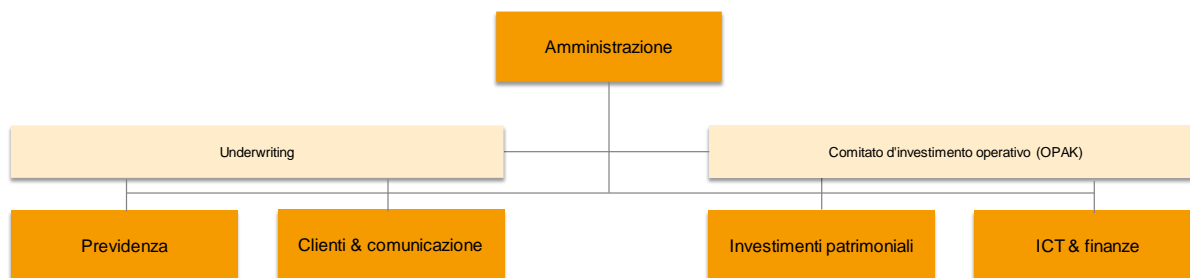 Amministrazione
Underwriting
Comitato d'investimento operativo (OPAK)
Previdenza
Clienti & comunicazione
Investimenti patrimoniali
ICT & finanze